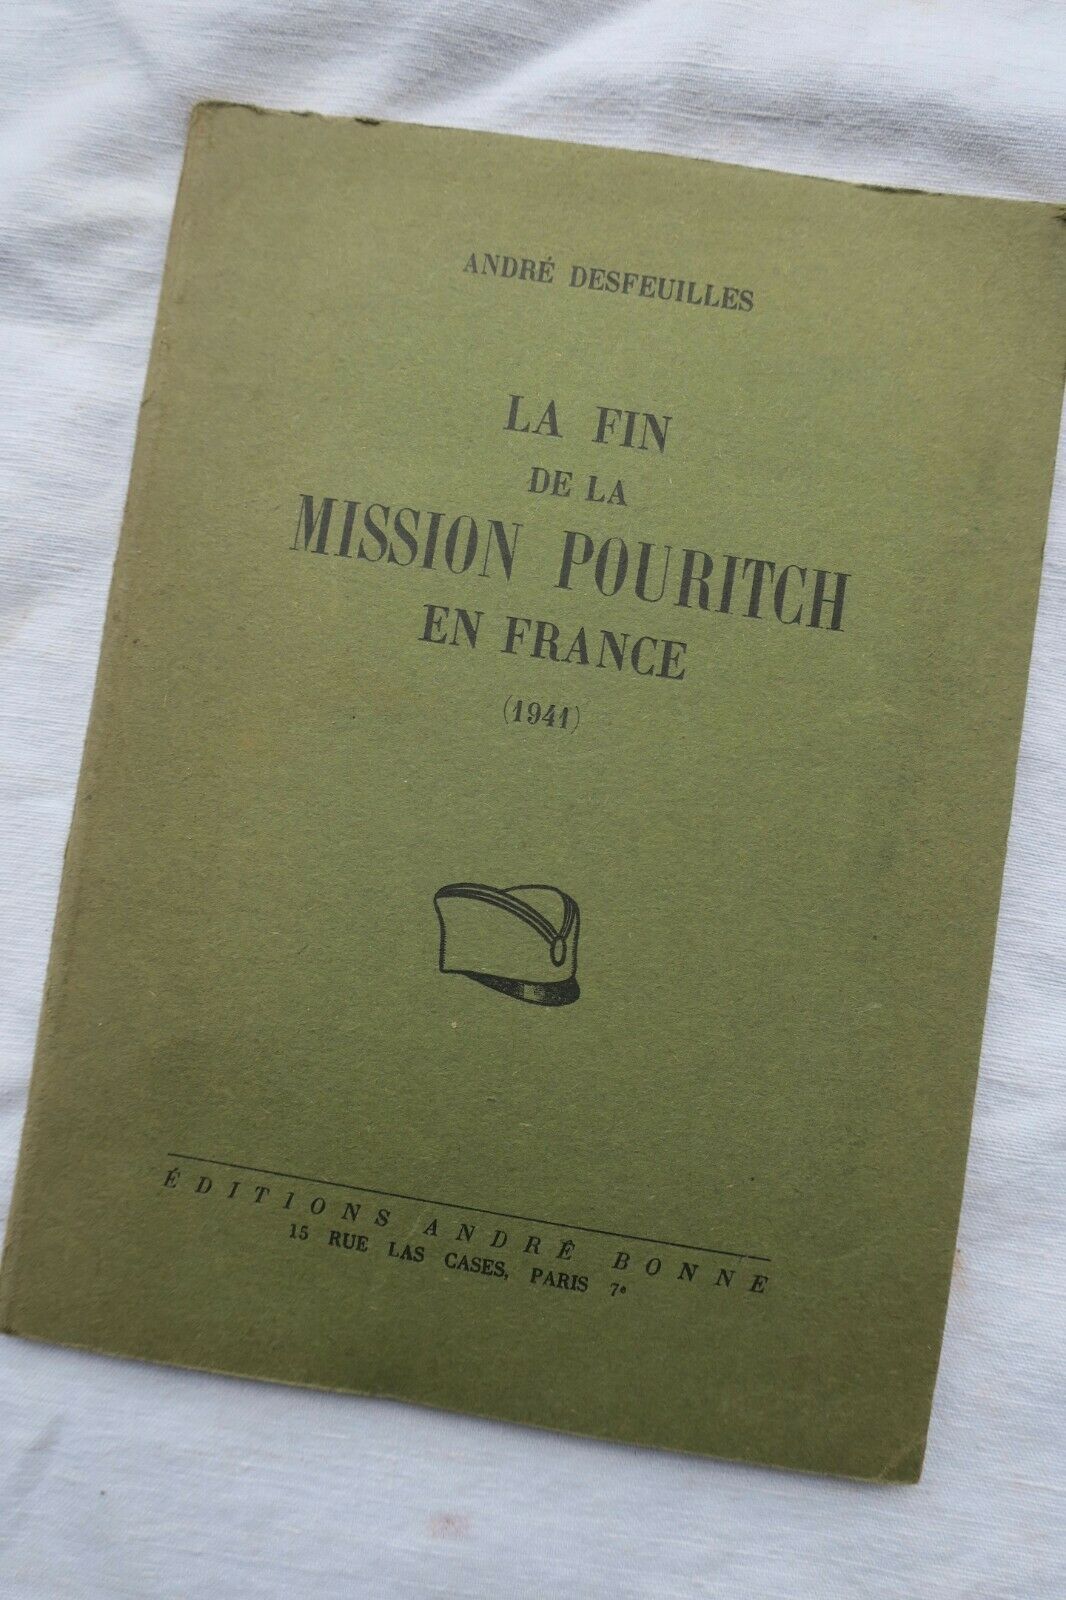 ANDRÉ DESFEUILLES
LA FIN
DE LA
MISSION POURITCH
EN FRANCE
(1941)
ÉDITIONS ANDRÊ BONNE
15 RUE LAS CASES, PARIS 7ᵉ